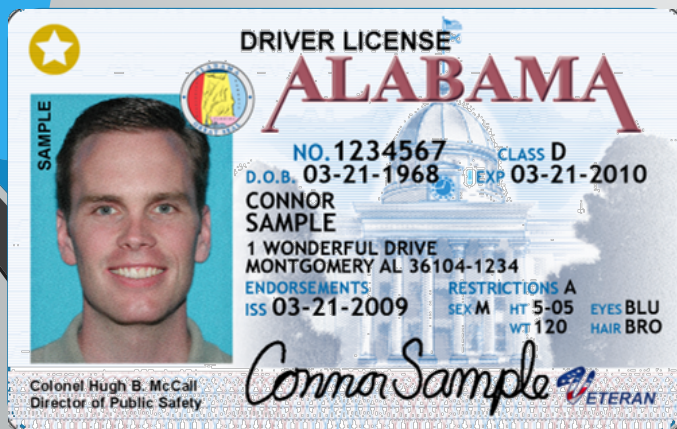 DRIVER LICENSE
ALABAMA
SAMPLE
NO. 1234567 CLASS D
D.O.B. 03-21-1968 EXP 03-21-2010
CONNOR
SAMPLE
1 WONDERFUL DRIVE
MONTGOMERY AL 36104-1234
ENDORSEMENTS RESTRICTIONS A
ISS 03-21-2009 SEX M HT 5-05 EYES BLU
WT 120 HAIR BRO
Connor Sample
VETERAN
Colonel Hugh B. McCall
Director of Public Safety